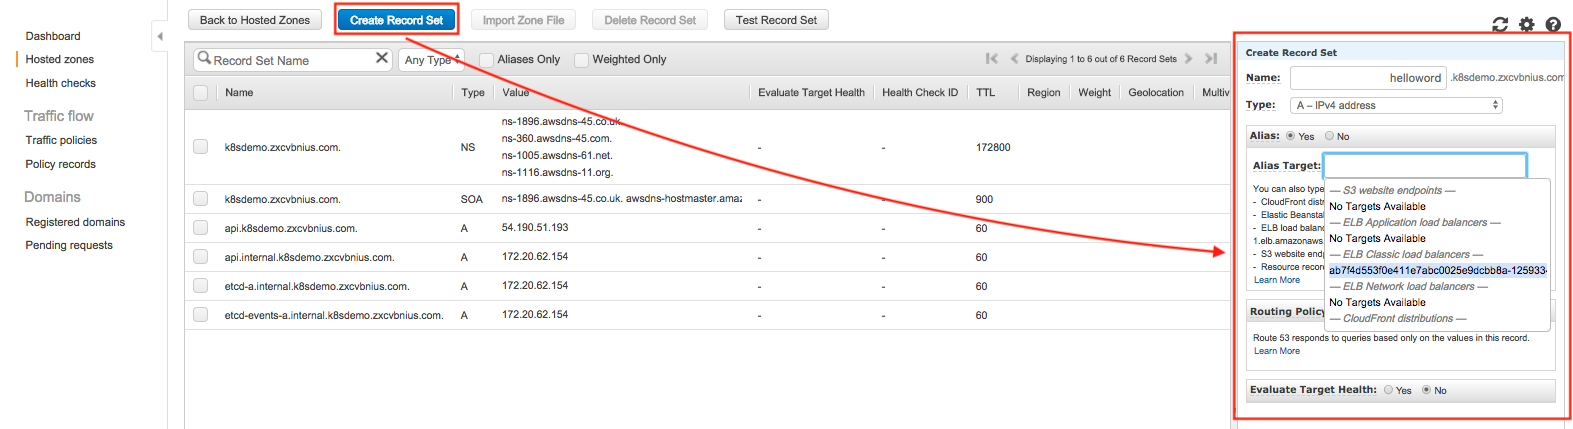 Back to Hosted Zones
Create Record Set
Import Zone File
Delete Record Set
Test Record Set
Dashboard
Hosted zones
Health checks
Traffic flow
Traffic policies
Policy records
Domains
Registered domains
Pending requests
Record Set Name
Any Type
Aliases Only
Weighted Only
Displaying 1 to 6 out of 6 Record Sets
Name Type Value Evaluate Target Health Health Check ID TTL Region Weight Geolocation Multiv
k8sdemo.zxcvbnius.com. NS
ns-1896.awsdns-45.co.uk.
ns-360.awsdns-45.com.
ns-1005.awsdns-61.net.
ns-1116.awsdns-11.org.
- - 172800
k8sdemo.zxcvbnius.com. SOA ns-1896.awsdns-45.co.uk. awsdns-hostmaster.amaz - - 900
api.k8sdemo.zxcvbnius.com. A 54.190.51.193 - - 60
api.internal.k8sdemo.zxcvbnius.com. A 172.20.62.154 - - 60
etcd-a.internal.k8sdemo.zxcvbnius.com. A 172.20.62.154 - - 60
etcd-events-a.internal.k8sdemo.zxcvbnius.com. A 172.20.62.154 - - 60
Create Record Set
Name: helloword .k8sdemo.zxcvbnius.com
Type: A – IPv4 address
Alias: Yes No
Alias Target:
You can also type
- CloudFront distri
- Elastic Beanstal
- ELB load balanc
1.elb.amazonaws.
- S3 website endp
- Resource record
Learn More
— S3 website endpoints —
No Targets Available
— ELB Application load balancers —
No Targets Available
— ELB Classic load balancers —
ab7f4d553f0e411e7abc0025e9dcbb8a-125933
— ELB Network load balancers —
No Targets Available
— CloudFront distributions —
Routing Policy
Route 53 responds to queries based only on the values in this record.
Learn More
Evaluate Target Health: Yes No